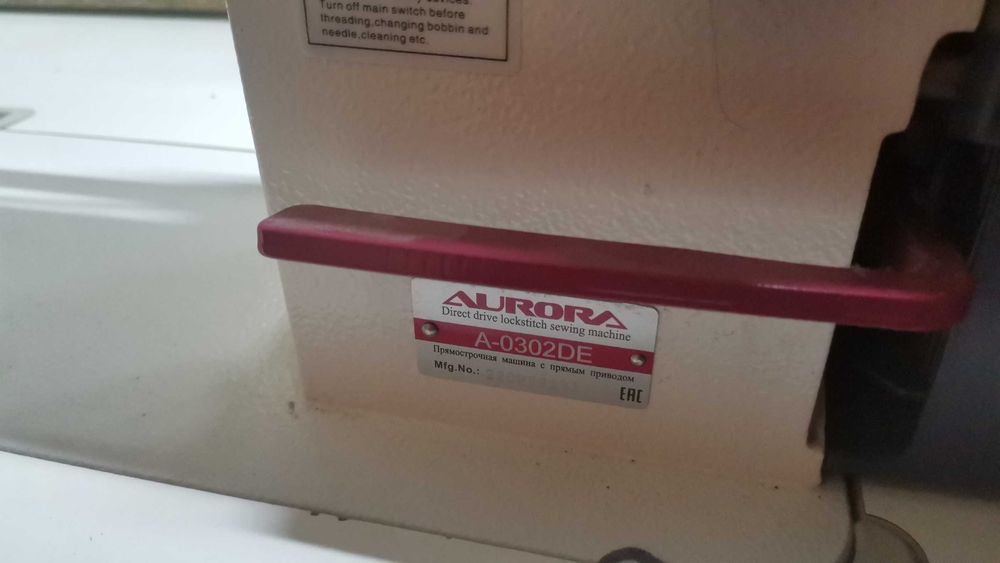 Turn off main switch before
threading,changing bobbin and
needle,cleaning etc.
AURORA
Direct drive lockstitch sewing machine
A-0302DE
Прямострочная машина с прямым приводом
Mfg.No.:
EAC